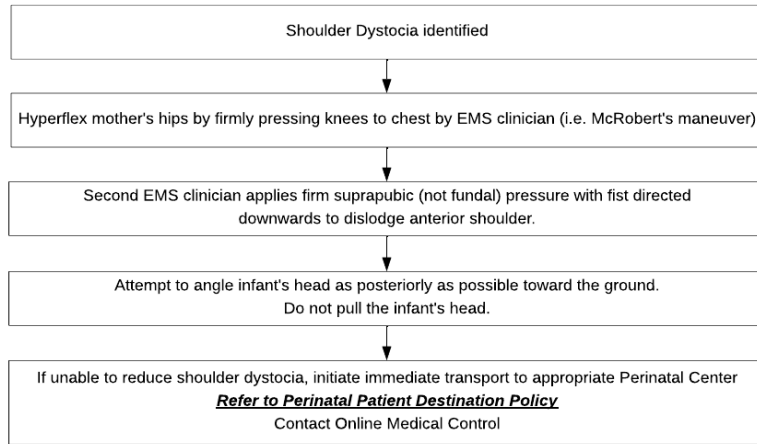 Shoulder Dystocia identified
Hyperflex mother's hips by firmly pressing knees to chest by EMS clinician (i.e. McRobert's maneuver)
Second EMS clinician applies firm suprapubic (not fundal) pressure with fist directed
downwards to dislodge anterior shoulder.
Attempt to angle infant's head as posteriorly as possible toward the ground.
Do not pull the infant's head.
If unable to reduce shoulder dystocia, initiate immediate transport to appropriate Perinatal Center
Refer to Perinatal Patient Destination Policy
Contact Online Medical Control